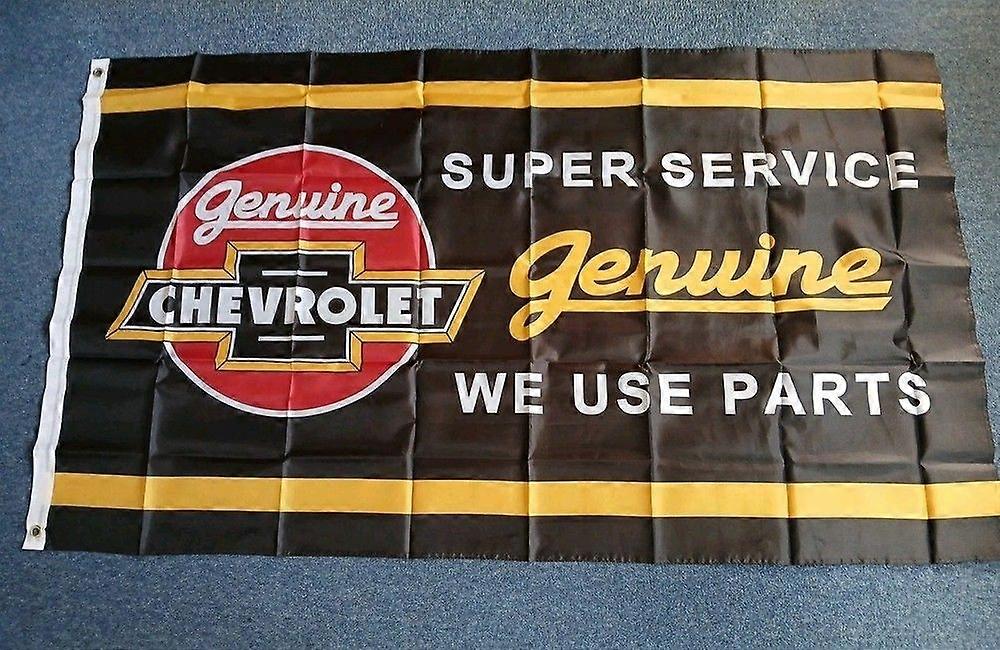 Genuine
CHEVROLET
SUPER SERVICE
Genuine
WE USE PARTS